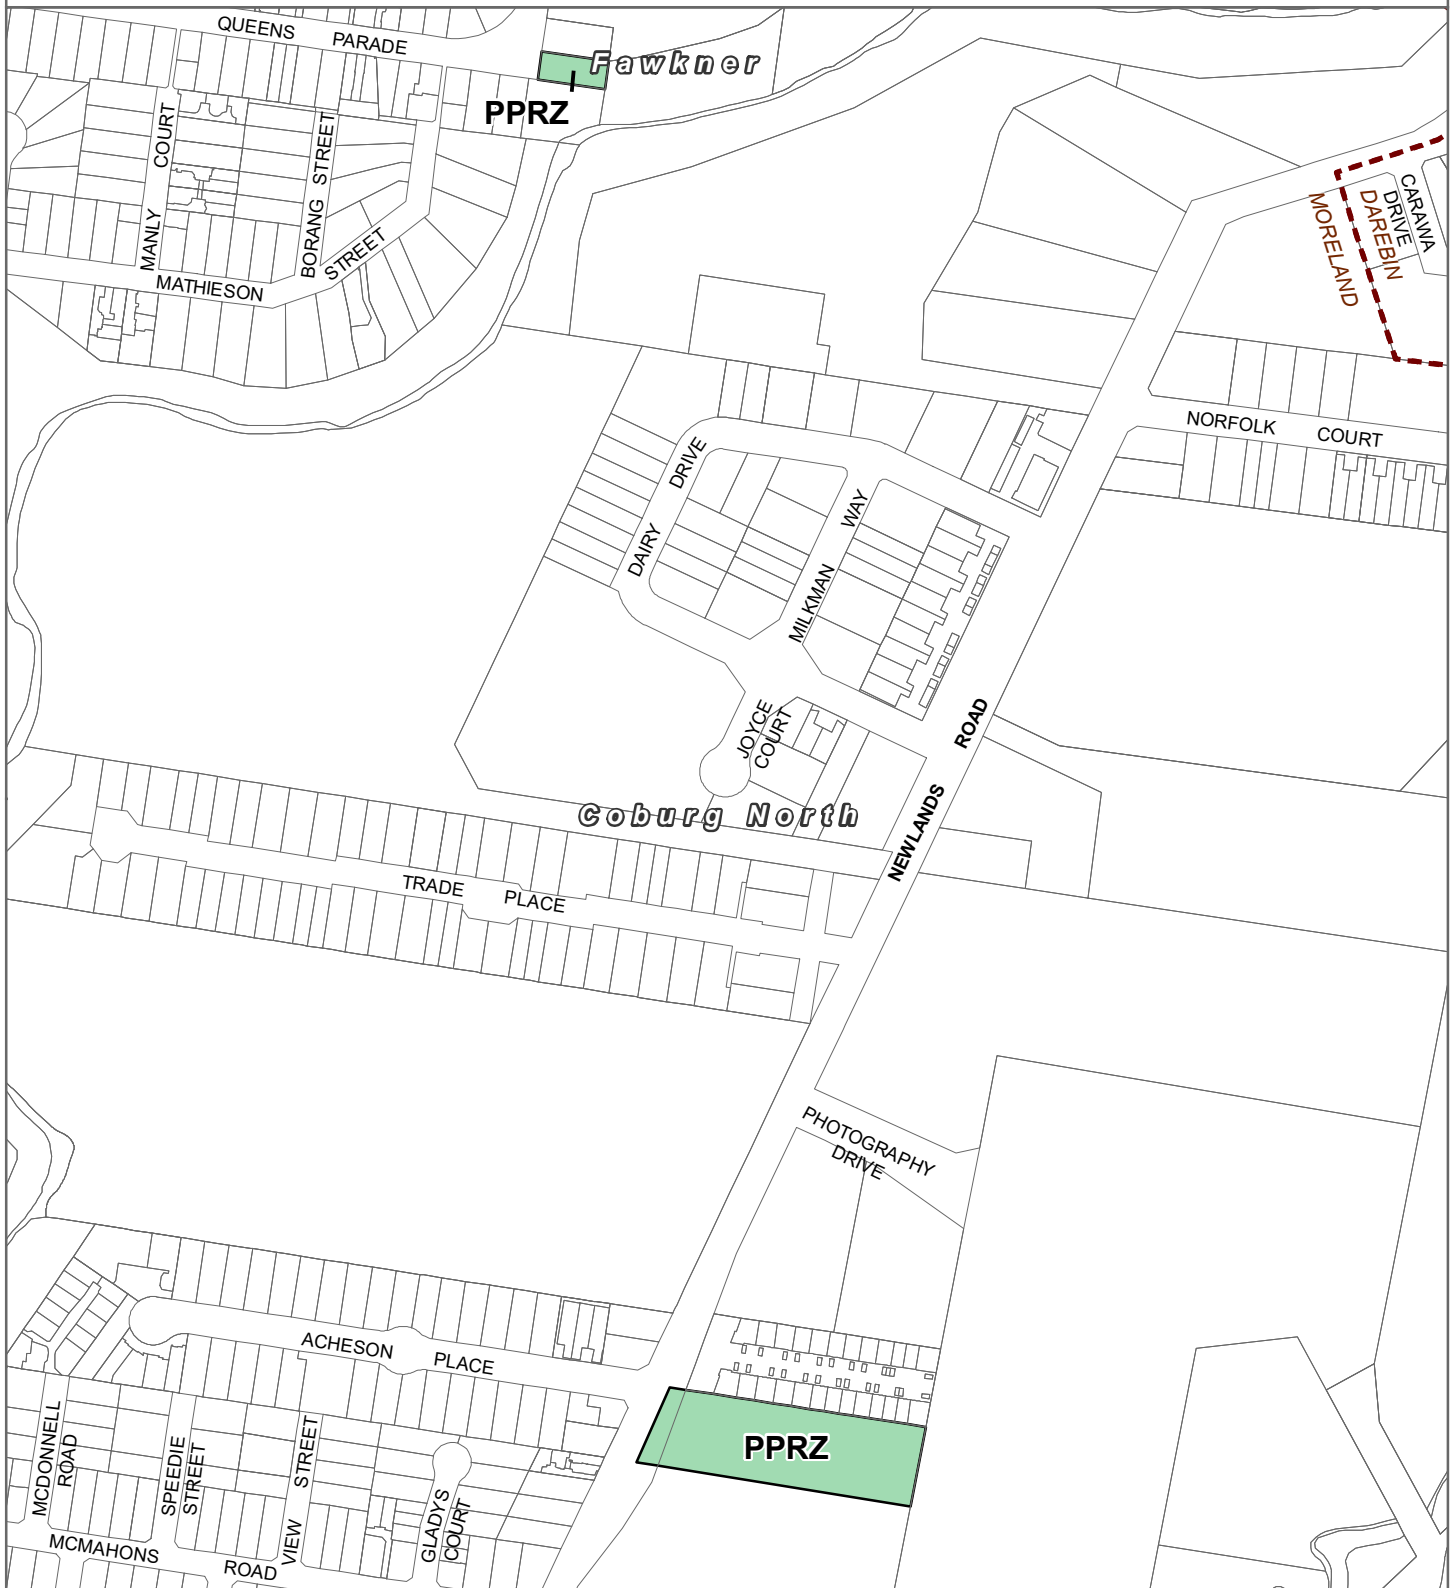 QUEENS PARADE
Fawkner
PPRZ
MANLY COURT
BORANG STREET
STREET
MATHIESON
CARAWA
DRIVE
DAREBIN
MORELAND
NORFOLK COURT
DAIRY DRIVE
MILKMAN WAY
JOYCE
COURT
NEWLANDS ROAD
Coburg North
TRADE PLACE
PHOTOGRAPHY
DRIVE
ACHESON PLACE
PPRZ
MCDONNELL
ROAD
SPEEDIE
STREET
VIEW STREET
GLADYS
COURT
MCMAHONS ROAD